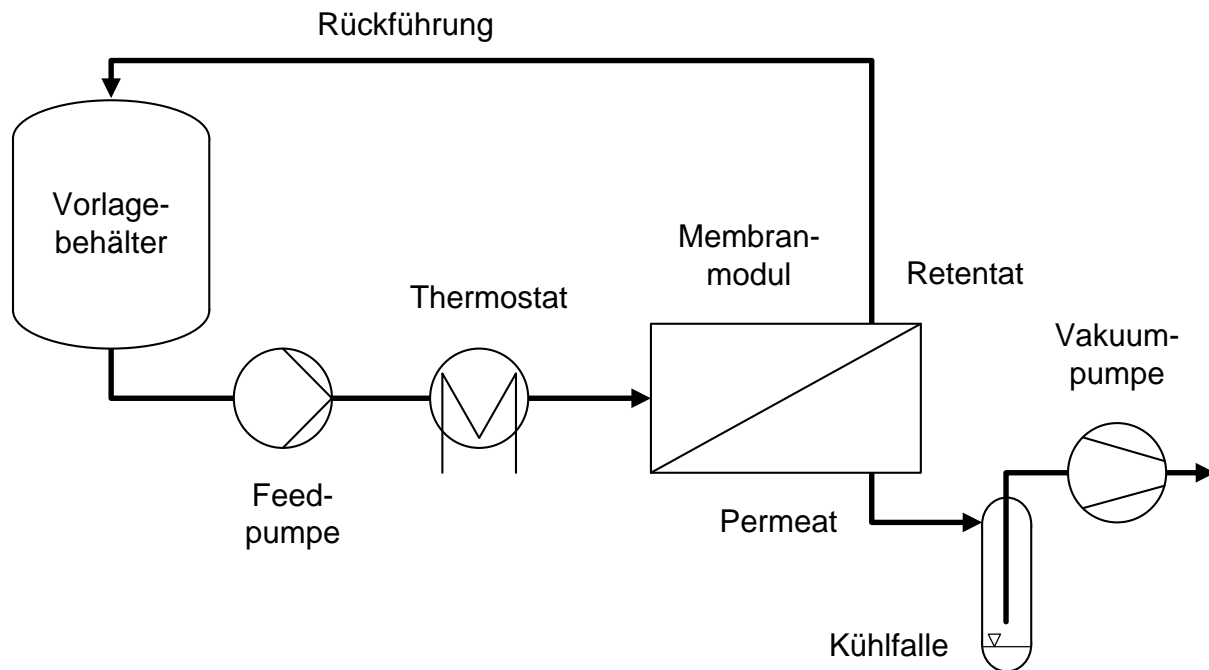 Rückführung
Vorlage-
behälter
Membran-
modul
Retentat
Thermostat
Vakuum-
pumpe
Feed-
pumpe
Permeat
Kühlfalle